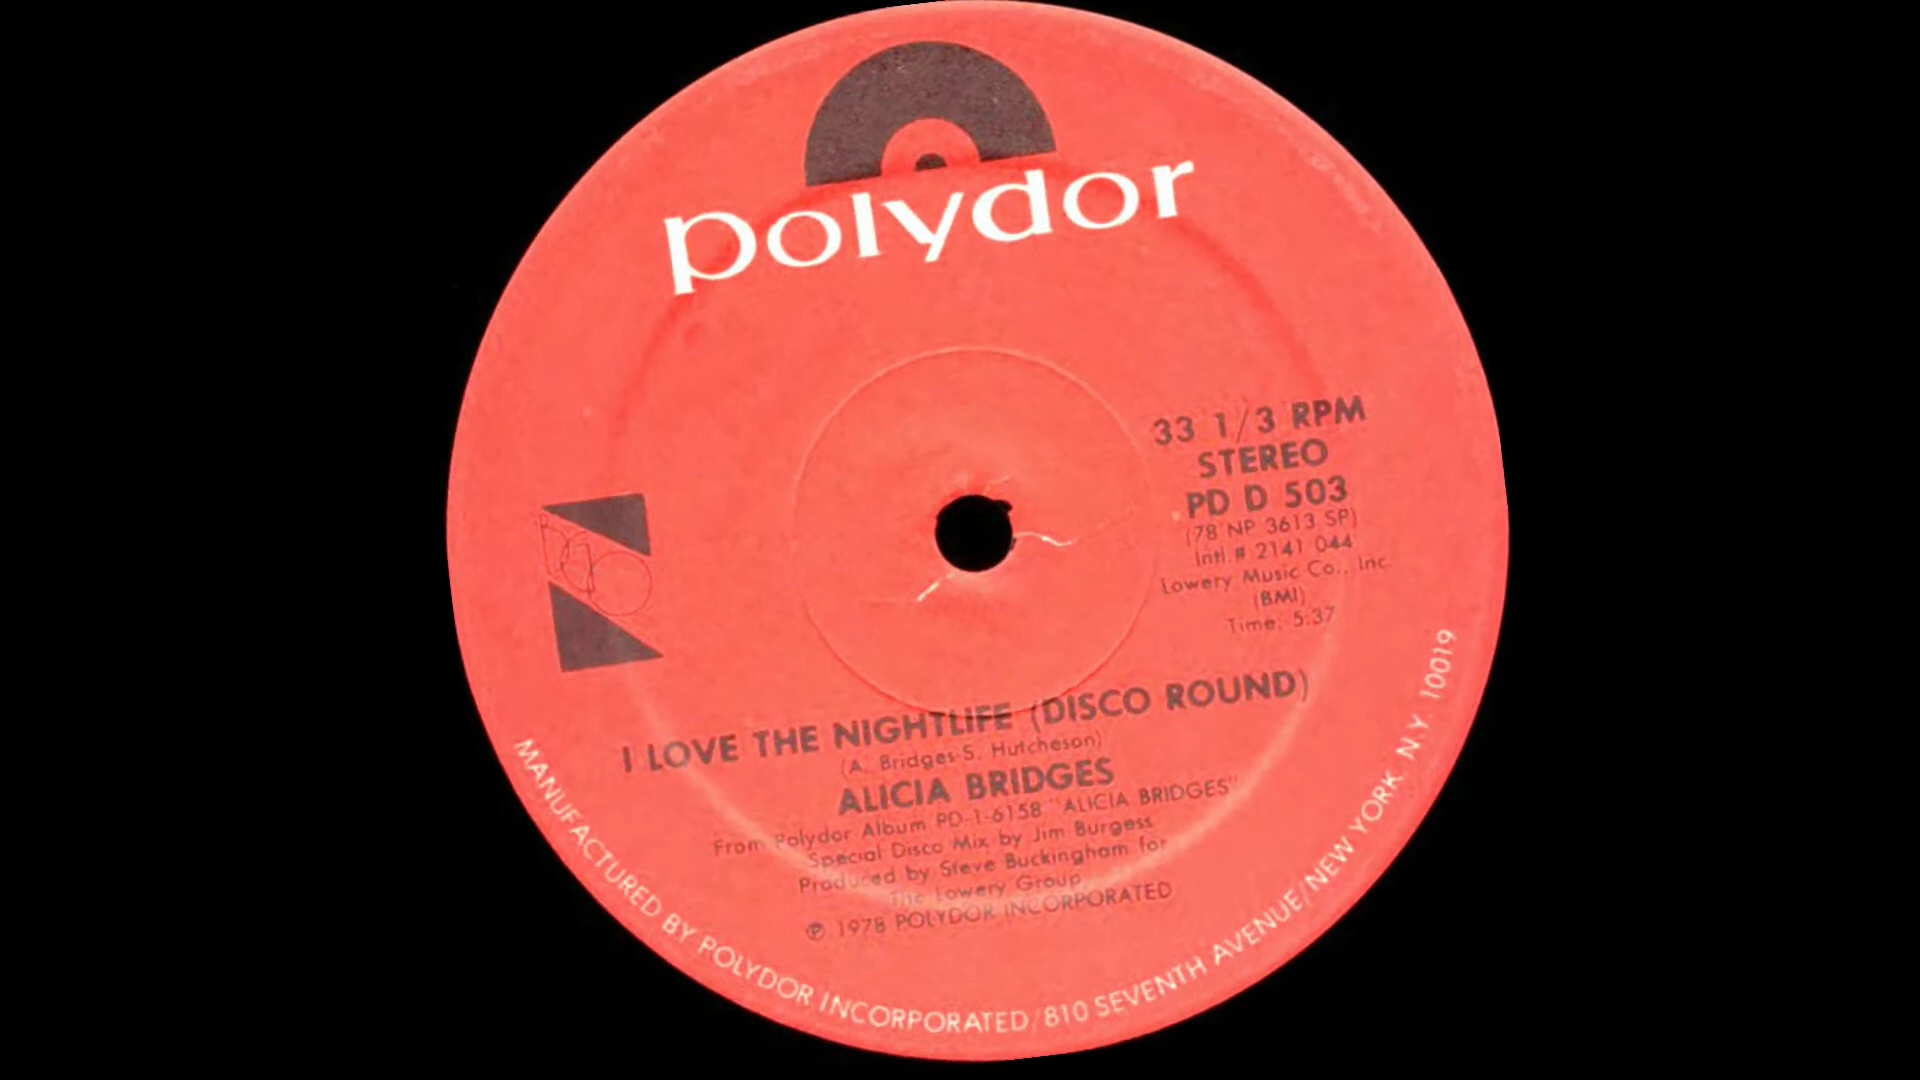 polydor
33 1/3 RPM
STEREO
PD D 503
(78 NP 3613 SP)
Intl.# 2141 044
Lowery Music Co., Inc.
(BMI)
Time: 5:37
I LOVE THE NIGHTLIFE (DISCO ROUND)
(A. Bridges-S. Hutcheson)
ALICIA BRIDGES
From Polydor Album PD-1-6158 "ALICIA BRIDGES"
Special Disco Mix by Jim Burgess
Produced by Steve Buckingham for
The Lowery Group
℗ 1978 POLYDOR INCORPORATED
MANUFACTURED BY POLYDOR INCORPORATED/810 SEVENTH AVENUE/NEW YORK, N.Y. 10019